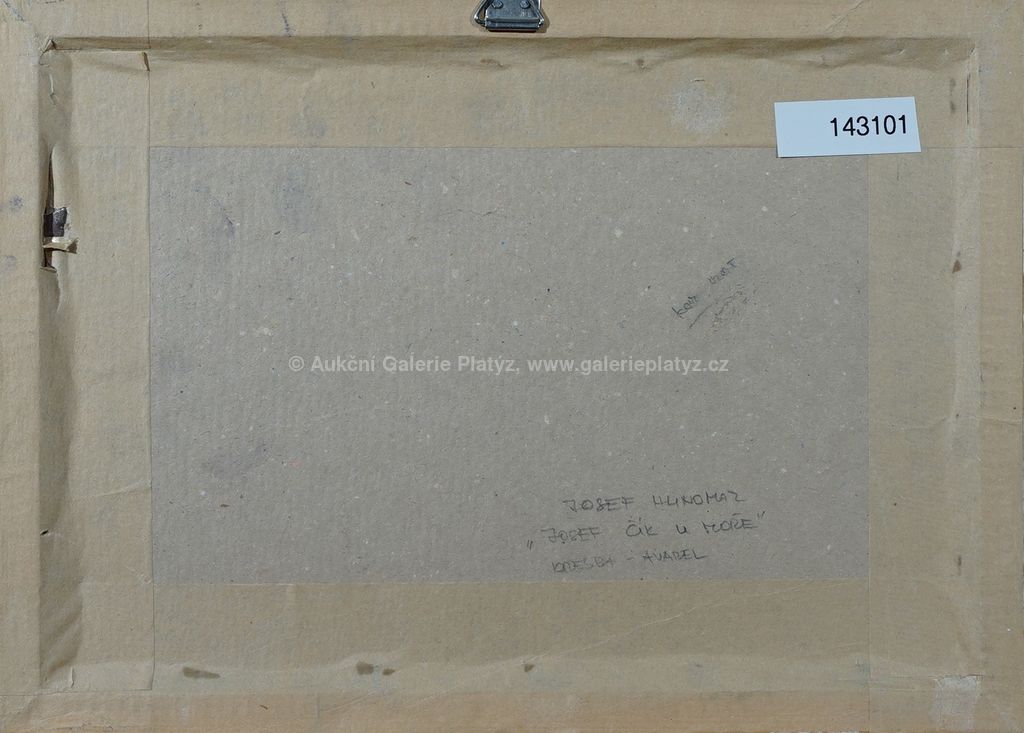 143101
© Aukční Galerie Platýz, www.galerieplatyz.cz
JOSEF HLINOMAZ
„JOSEF ČÍK U MOŘE"
KRESBA - AVAREL